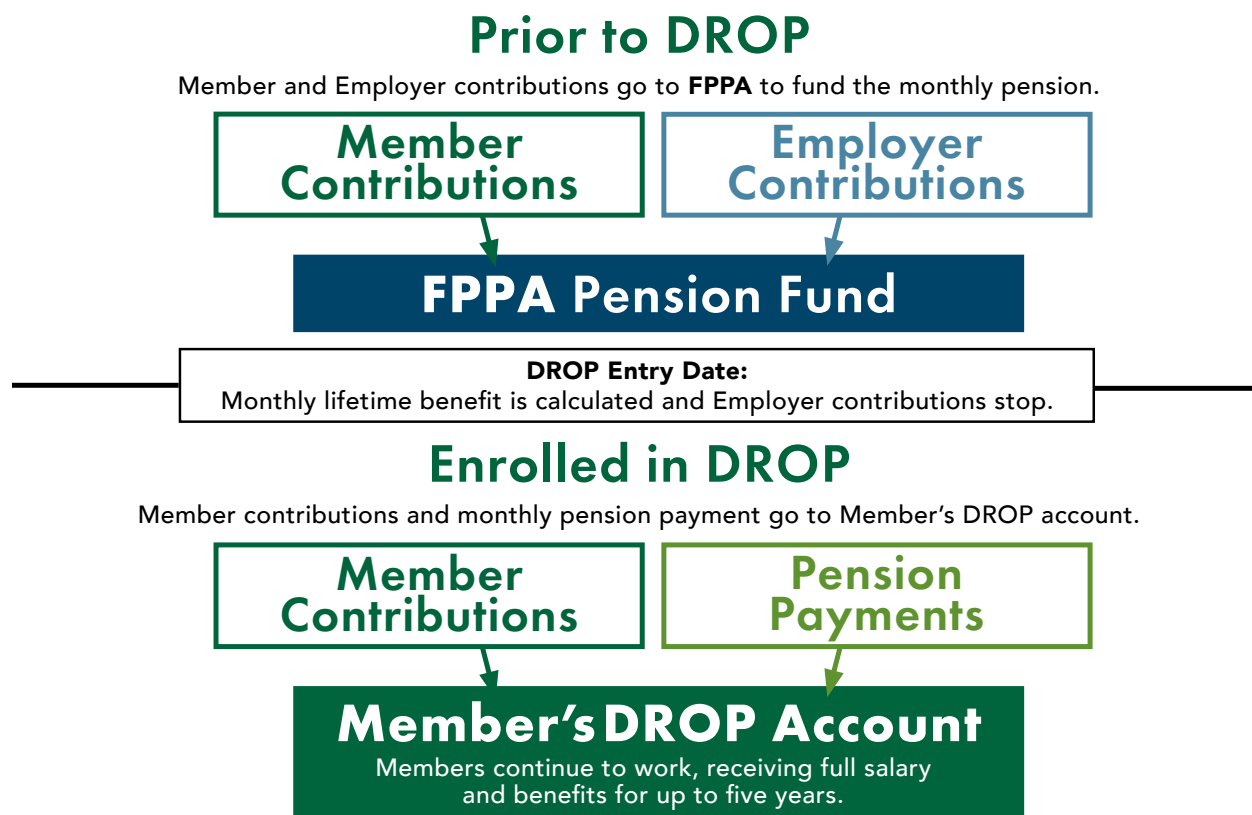 Prior to DROP
Member and Employer contributions go to FPPA to fund the monthly pension.
Member
Contributions
Employer
Contributions
FPPA Pension Fund
DROP Entry Date:
Monthly lifetime benefit is calculated and Employer contributions stop.
Enrolled in DROP
Member contributions and monthly pension payment go to Member’s DROP account.
Member
Contributions
Pension
Payments
Member’s DROP Account
Members continue to work, receiving full salary
and benefits for up to five years.